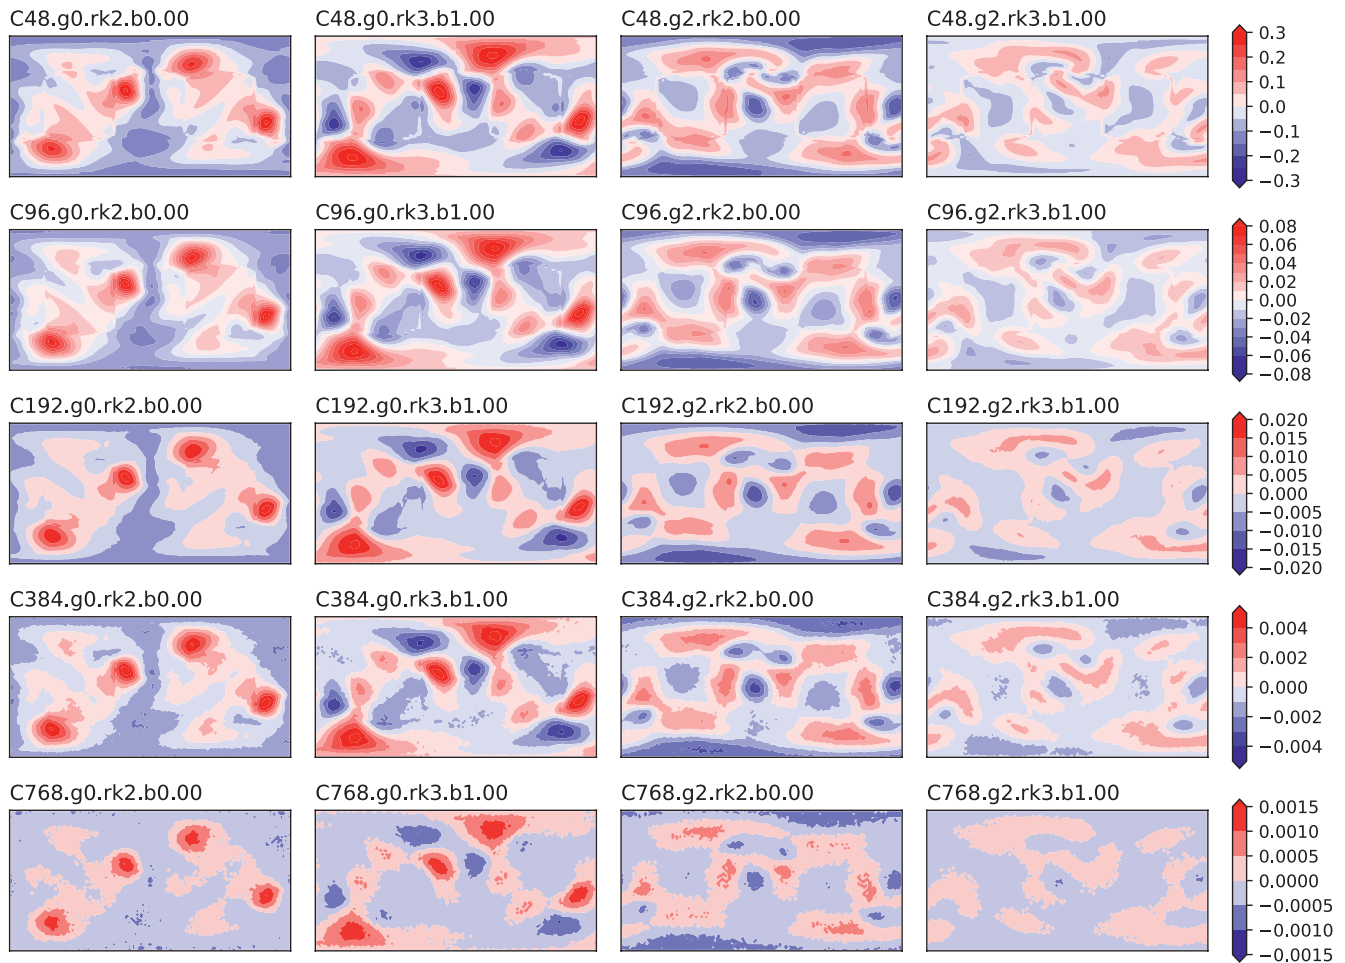 C48.g0.rk2.b0.00
C48.g0.rk3.b1.00
C48.g2.rk2.b0.00
C48.g2.rk3.b1.00
0.3
0.2
0.1
0.0
−0.1
−0.2
−0.3
C96.g0.rk2.b0.00
C96.g0.rk3.b1.00
C96.g2.rk2.b0.00
C96.g2.rk3.b1.00
0.08
0.06
0.04
0.02
0.00
−0.02
−0.04
−0.06
−0.08
C192.g0.rk2.b0.00
C192.g0.rk3.b1.00
C192.g2.rk2.b0.00
C192.g2.rk3.b1.00
0.020
0.015
0.010
0.005
0.000
−0.005
−0.010
−0.015
−0.020
C384.g0.rk2.b0.00
C384.g0.rk3.b1.00
C384.g2.rk2.b0.00
C384.g2.rk3.b1.00
0.004
0.002
0.000
−0.002
−0.004
C768.g0.rk2.b0.00
C768.g0.rk3.b1.00
C768.g2.rk2.b0.00
C768.g2.rk3.b1.00
0.0015
0.0010
0.0005
0.0000
−0.0005
−0.0010
−0.0015